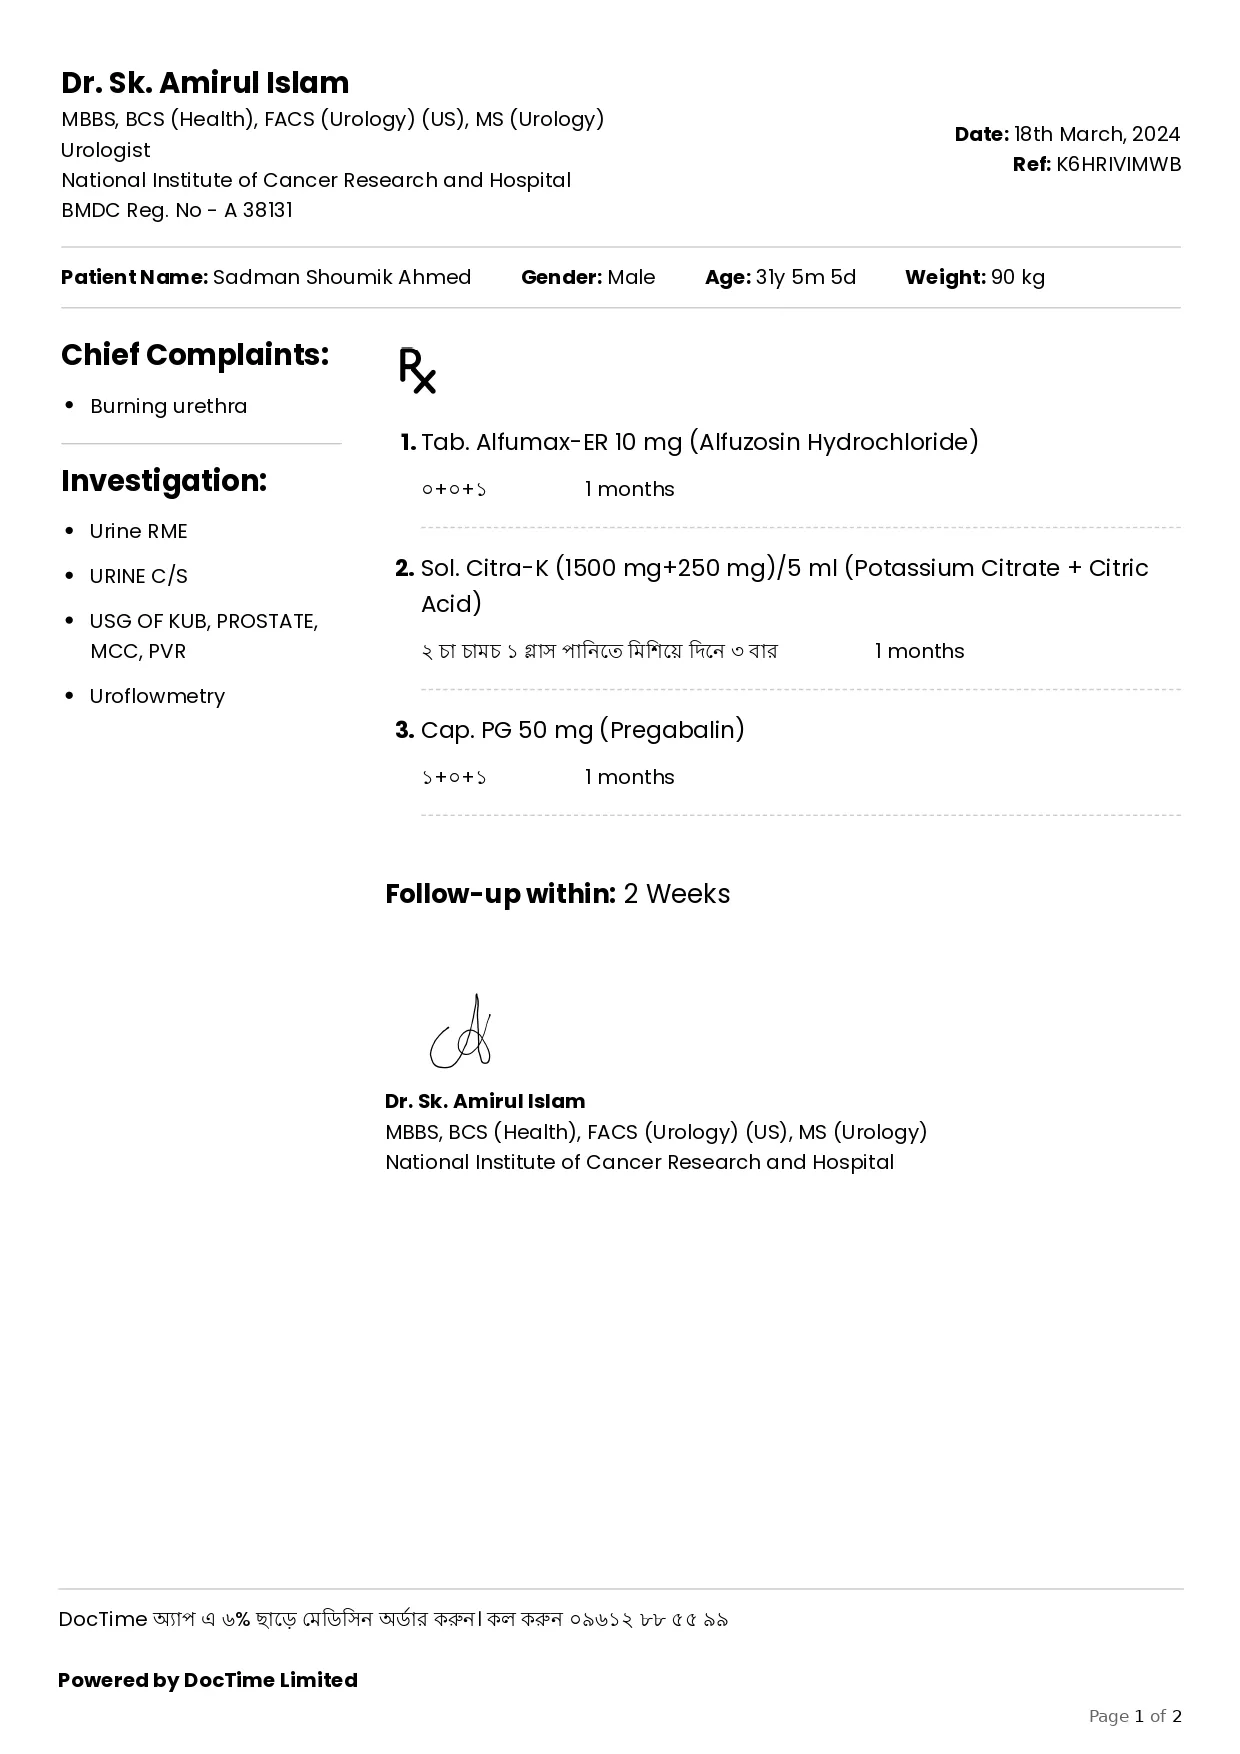 Dr. Sk. Amirul Islam
MBBS, BCS (Health), FACS (Urology) (US), MS (Urology)
Urologist
National Institute of Cancer Research and Hospital
BMDC Reg. No - A 38131
Date: 18th March, 2024
Ref: K6HRIVIMWB
Patient Name: Sadman Shoumik Ahmed Gender: Male Age: 31y 5m 5d Weight: 90 kg
Chief Complaints:
• Burning urethra
Investigation:
• Urine RME
• URINE C/S
• USG OF KUB, PROSTATE,
MCC, PVR
• Uroflowmetry
Rx
1. Tab. Alfumax-ER 10 mg (Alfuzosin Hydrochloride)
০+০+১ 1 months
2. Sol. Citra-K (1500 mg+250 mg)/5 ml (Potassium Citrate + Citric
Acid)
২ চা চামচ ১ গ্লাস পানিতে মিশিয়ে দিনে ৩ বার 1 months
3. Cap. PG 50 mg (Pregabalin)
১+০+১ 1 months
Follow-up within: 2 Weeks
Dr. Sk. Amirul Islam
MBBS, BCS (Health), FACS (Urology) (US), MS (Urology)
National Institute of Cancer Research and Hospital
DocTime অ্যাপ এ ৬% ছাড়ে মেডিসিন অর্ডার করুন। কল করুন ০৯৬১২ ৮৮ ৫৫ ৯৯
Powered by DocTime Limited
Page 1 of 2